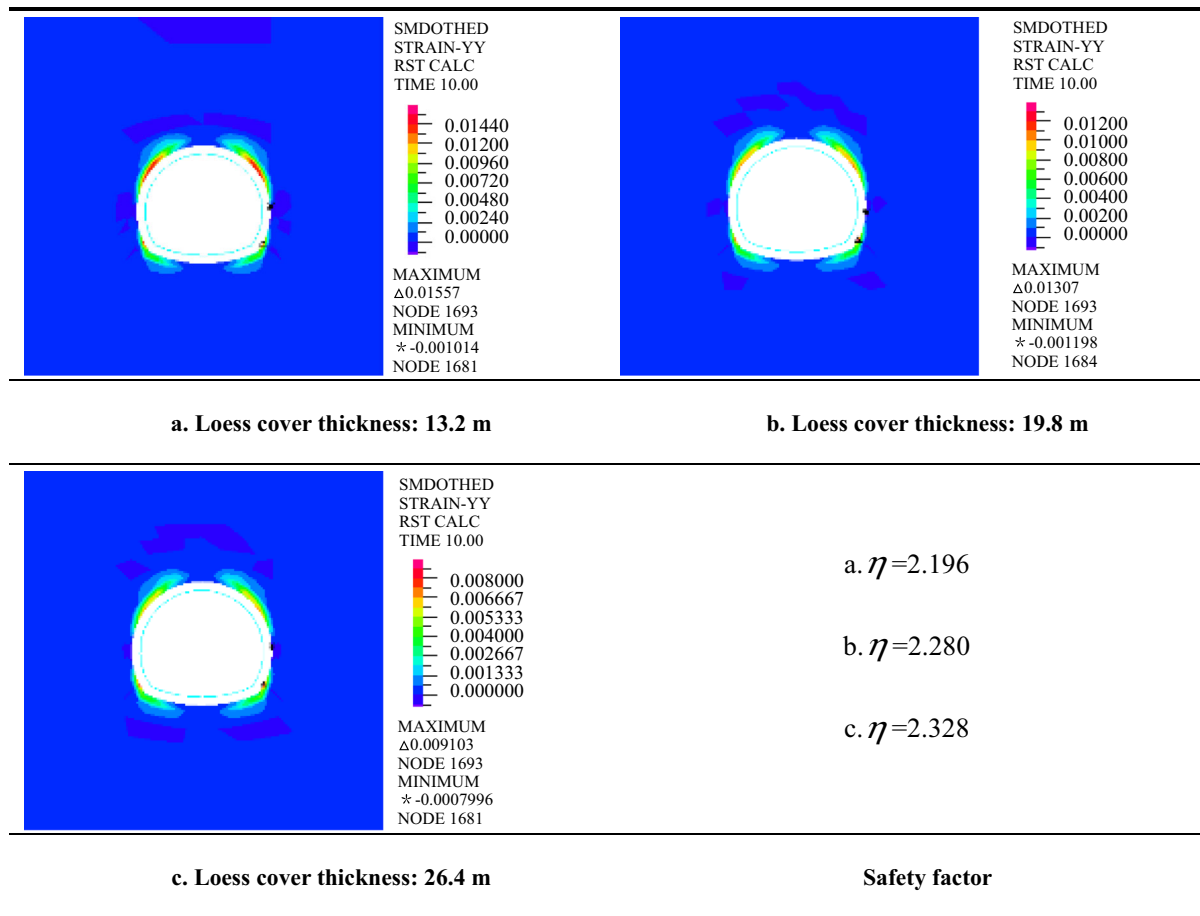 SMDOTHED
STRAIN-YY
RST CALC
TIME 10.00
0.01440
0.01200
0.00960
0.00720
0.00480
0.00240
0.00000
MAXIMUM
△0.01557
NODE 1693
MINIMUM
*-0.001014
NODE 1681
SMDOTHED
STRAIN-YY
RST CALC
TIME 10.00
0.01200
0.01000
0.00800
0.00600
0.00400
0.00200
0.00000
MAXIMUM
△0.01307
NODE 1693
MINIMUM
*-0.001198
NODE 1684
a. Loess cover thickness: 13.2 m
b. Loess cover thickness: 19.8 m
SMDOTHED
STRAIN-YY
RST CALC
TIME 10.00
0.008000
0.006667
0.005333
0.004000
0.002667
0.001333
0.000000
MAXIMUM
△0.009103
NODE 1693
MINIMUM
*-0.0007996
NODE 1681
a. η=2.196
b. η=2.280
c. η=2.328
c. Loess cover thickness: 26.4 m
Safety factor